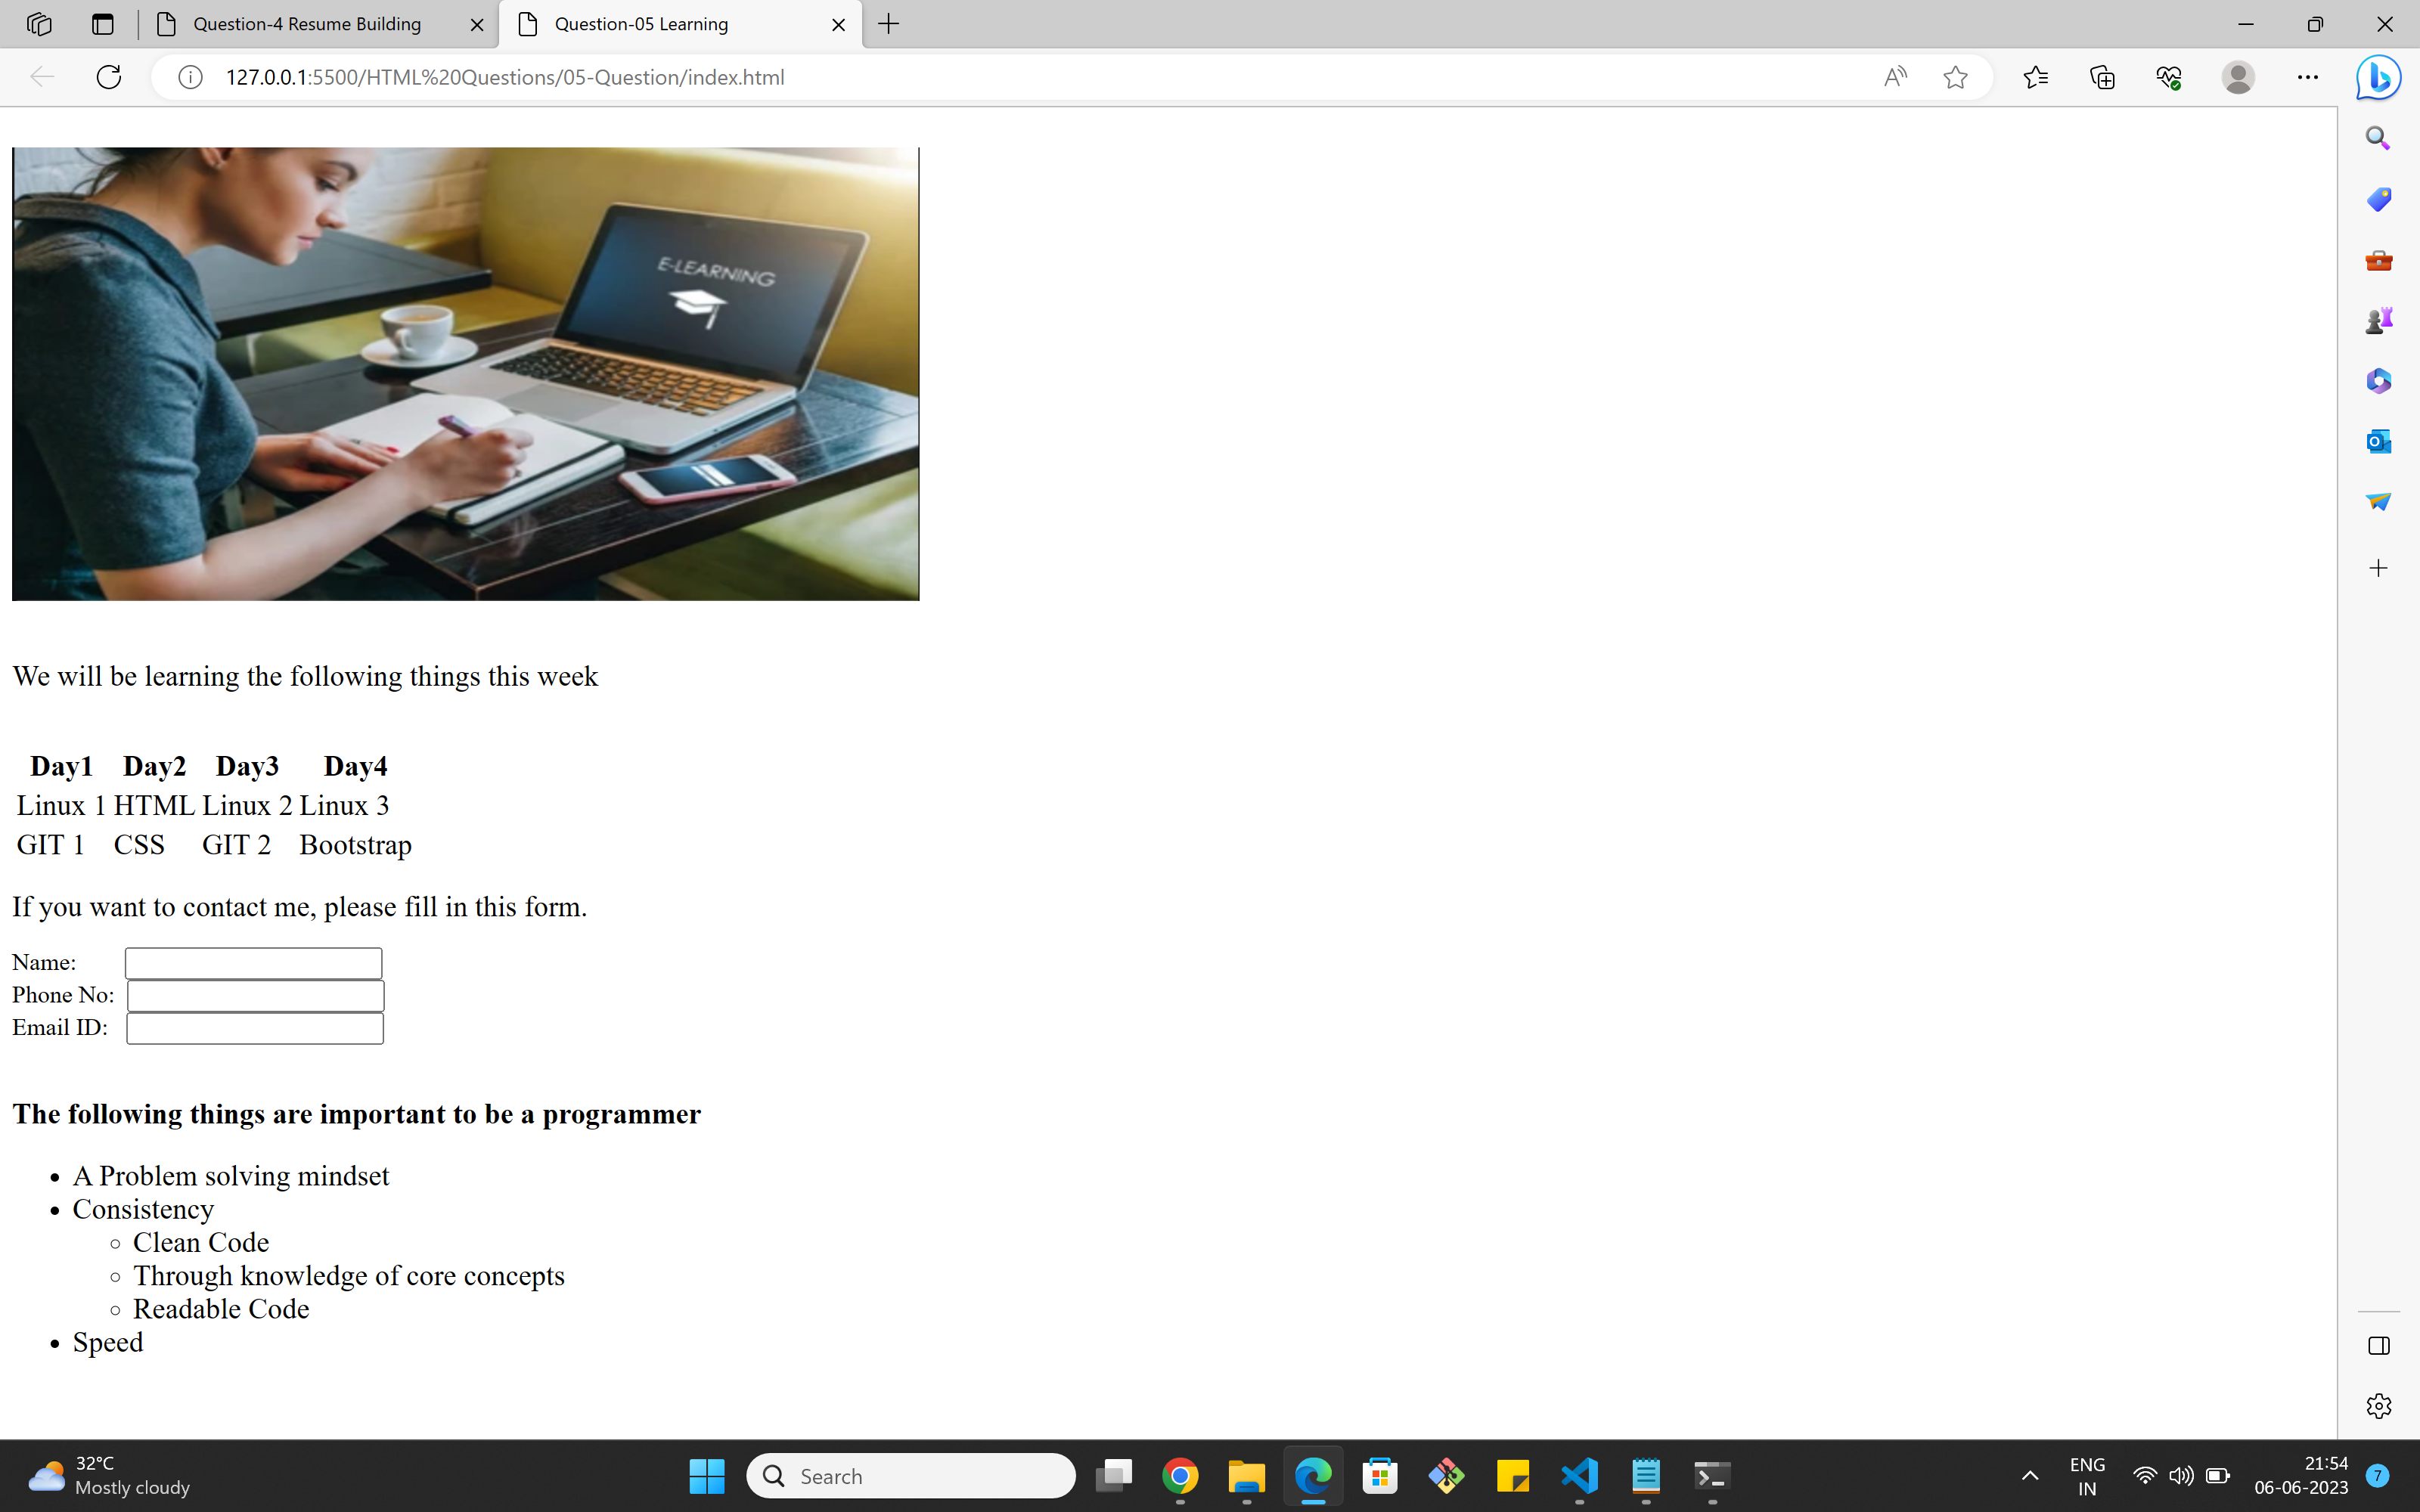 Question-4 Resume Building
Question-05 Learning
127.0.0.1:5500/HTML%20Questions/05-Question/index.html
E-LEARNING
We will be learning the following things this week
Day1 Day2 Day3 Day4
Linux 1 HTML Linux 2 Linux 3
GIT 1 CSS GIT 2 Bootstrap
If you want to contact me, please fill in this form.
Name:
Phone No:
Email ID:
The following things are important to be a programmer
A Problem solving mindset
Consistency
Clean Code
Through knowledge of core concepts
Readable Code
Speed
32°C
Mostly cloudy
Search
ENG
IN
21:54
06-06-2023
7